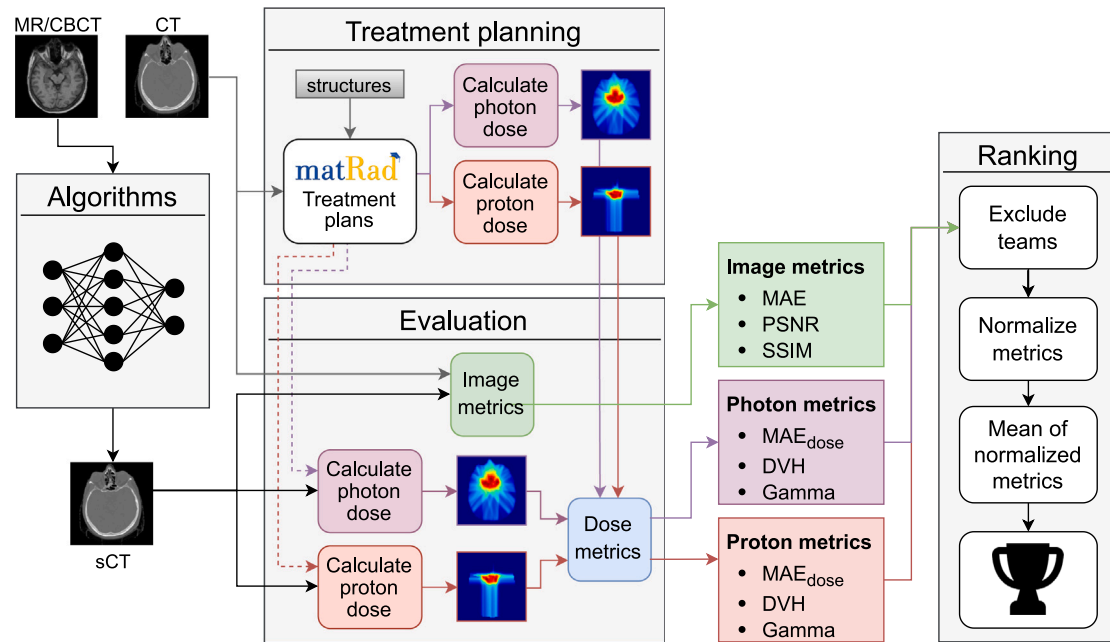 MR/CBCT
CT
Algorithms
sCT
Treatment planning
structures
matRad
Treatment
plans
Calculate
photon
dose
Calculate
proton
dose
Evaluation
Image
metrics
Calculate
photon
dose
Calculate
proton
dose
Dose
metrics
Image metrics
• MAE
• PSNR
• SSIM
Photon metrics
• MAEdose
• DVH
• Gamma
Proton metrics
• MAEdose
• DVH
• Gamma
Ranking
Exclude
teams
Normalize
metrics
Mean of
normalized
metrics